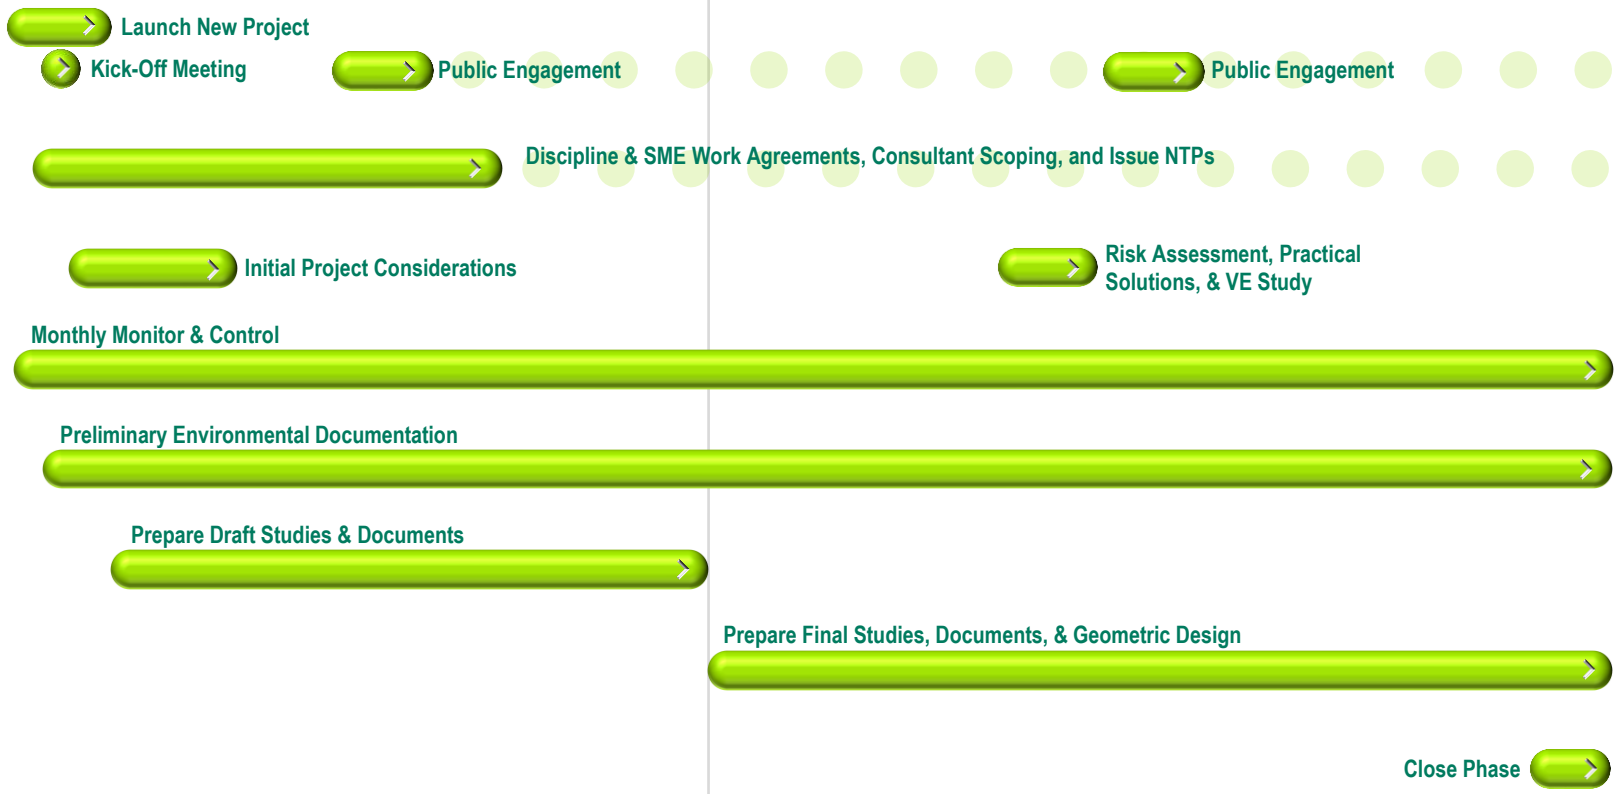 Launch New Project
Kick-Off Meeting
Public Engagement
Public Engagement
Discipline & SME Work Agreements, Consultant Scoping, and Issue NTPs
Initial Project Considerations
Risk Assessment, Practical
Solutions, & VE Study
Monthly Monitor & Control
Preliminary Environmental Documentation
Prepare Draft Studies & Documents
Prepare Final Studies, Documents, & Geometric Design
Close Phase